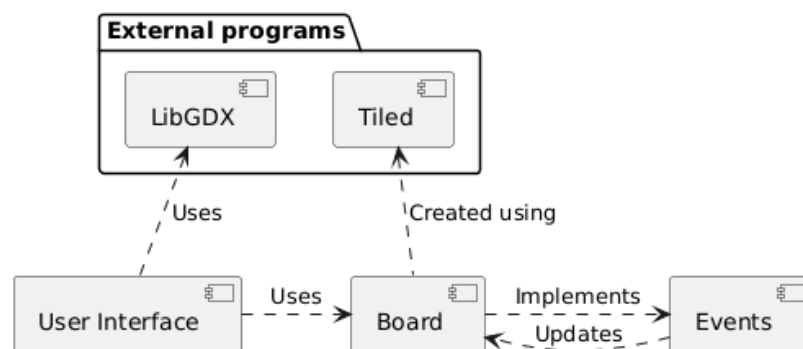 External programs
LibGDX
Tiled
Uses
Created using
User Interface
Uses
Board
Implements
Updates
Events